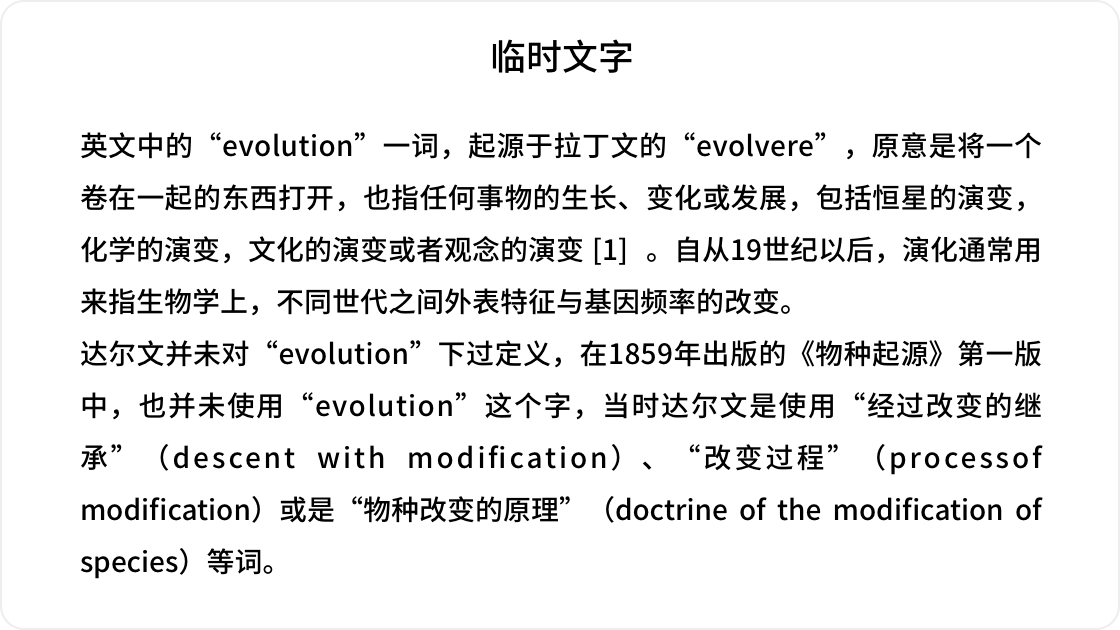 临时文字
英文中的“evolution”一词，起源于拉丁文的“evolvere”，原意是将一个
卷在一起的东西打开，也指任何事物的生长、变化或发展，包括恒星的演变，
化学的演变，文化的演变或者观念的演变 [1] 。自从19世纪以后，演化通常用
来指生物学上，不同世代之间外表特征与基因频率的改变。
达尔文并未对“evolution”下过定义，在1859年出版的《物种起源》第一版
中，也并未使用“evolution”这个字，当时达尔文是使用“经过改变的继
承”（descent with modification）、“改变过程”（processof
modification）或是“物种改变的原理”（doctrine of the modification of
species）等词。